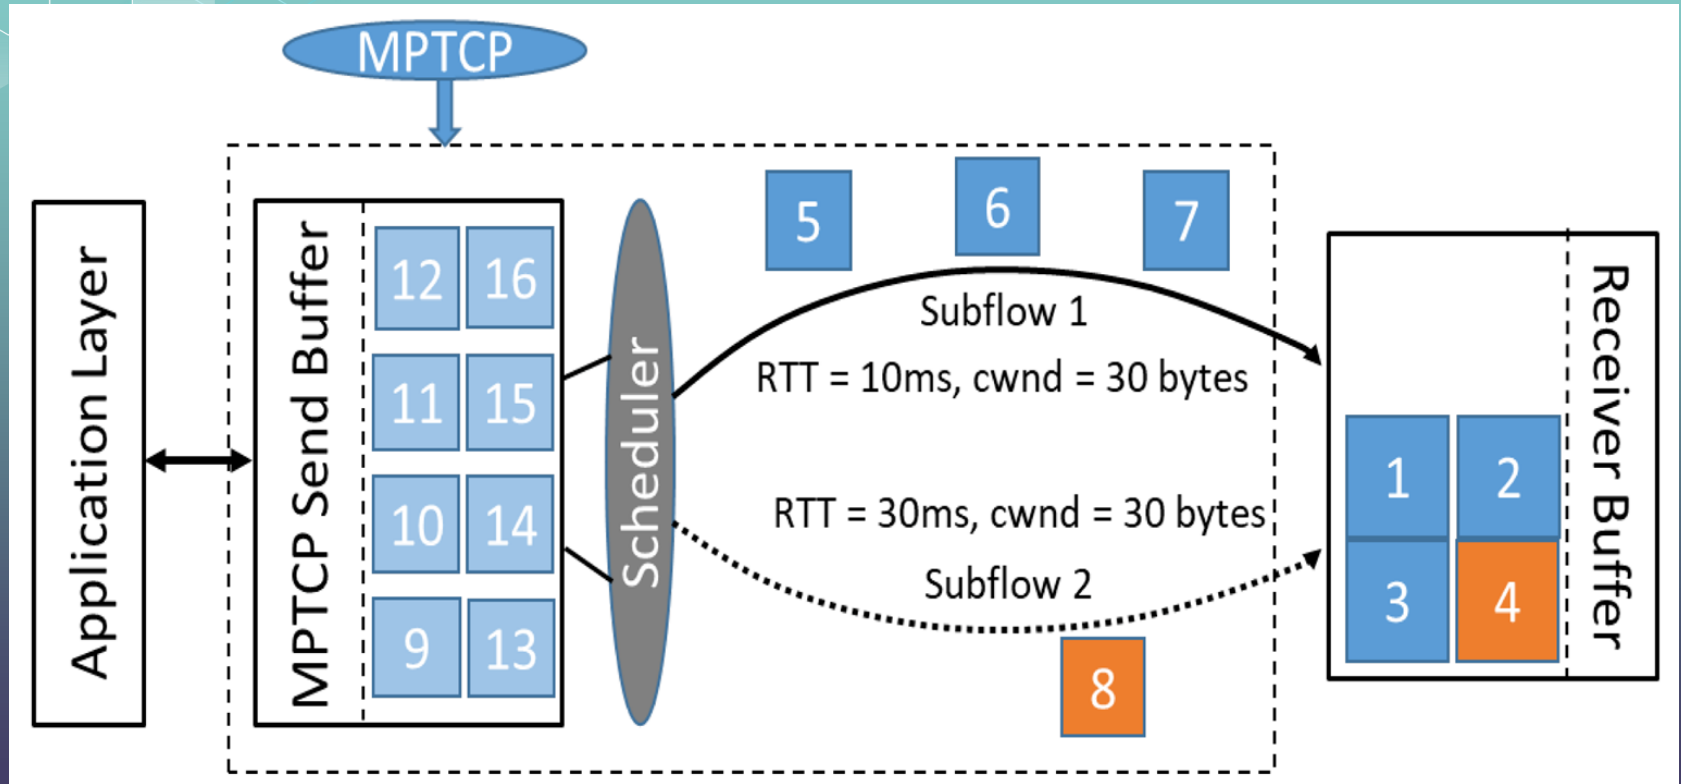 MPTCP
Application Layer
MPTCP Send Buffer
12 16
11 15
10 14
9 13
Scheduler
5 6 7
Subflow 1
RTT = 10ms, cwnd = 30 bytes
RTT = 30ms, cwnd = 30 bytes
Subflow 2
8
1 2
3 4
Receiver Buffer